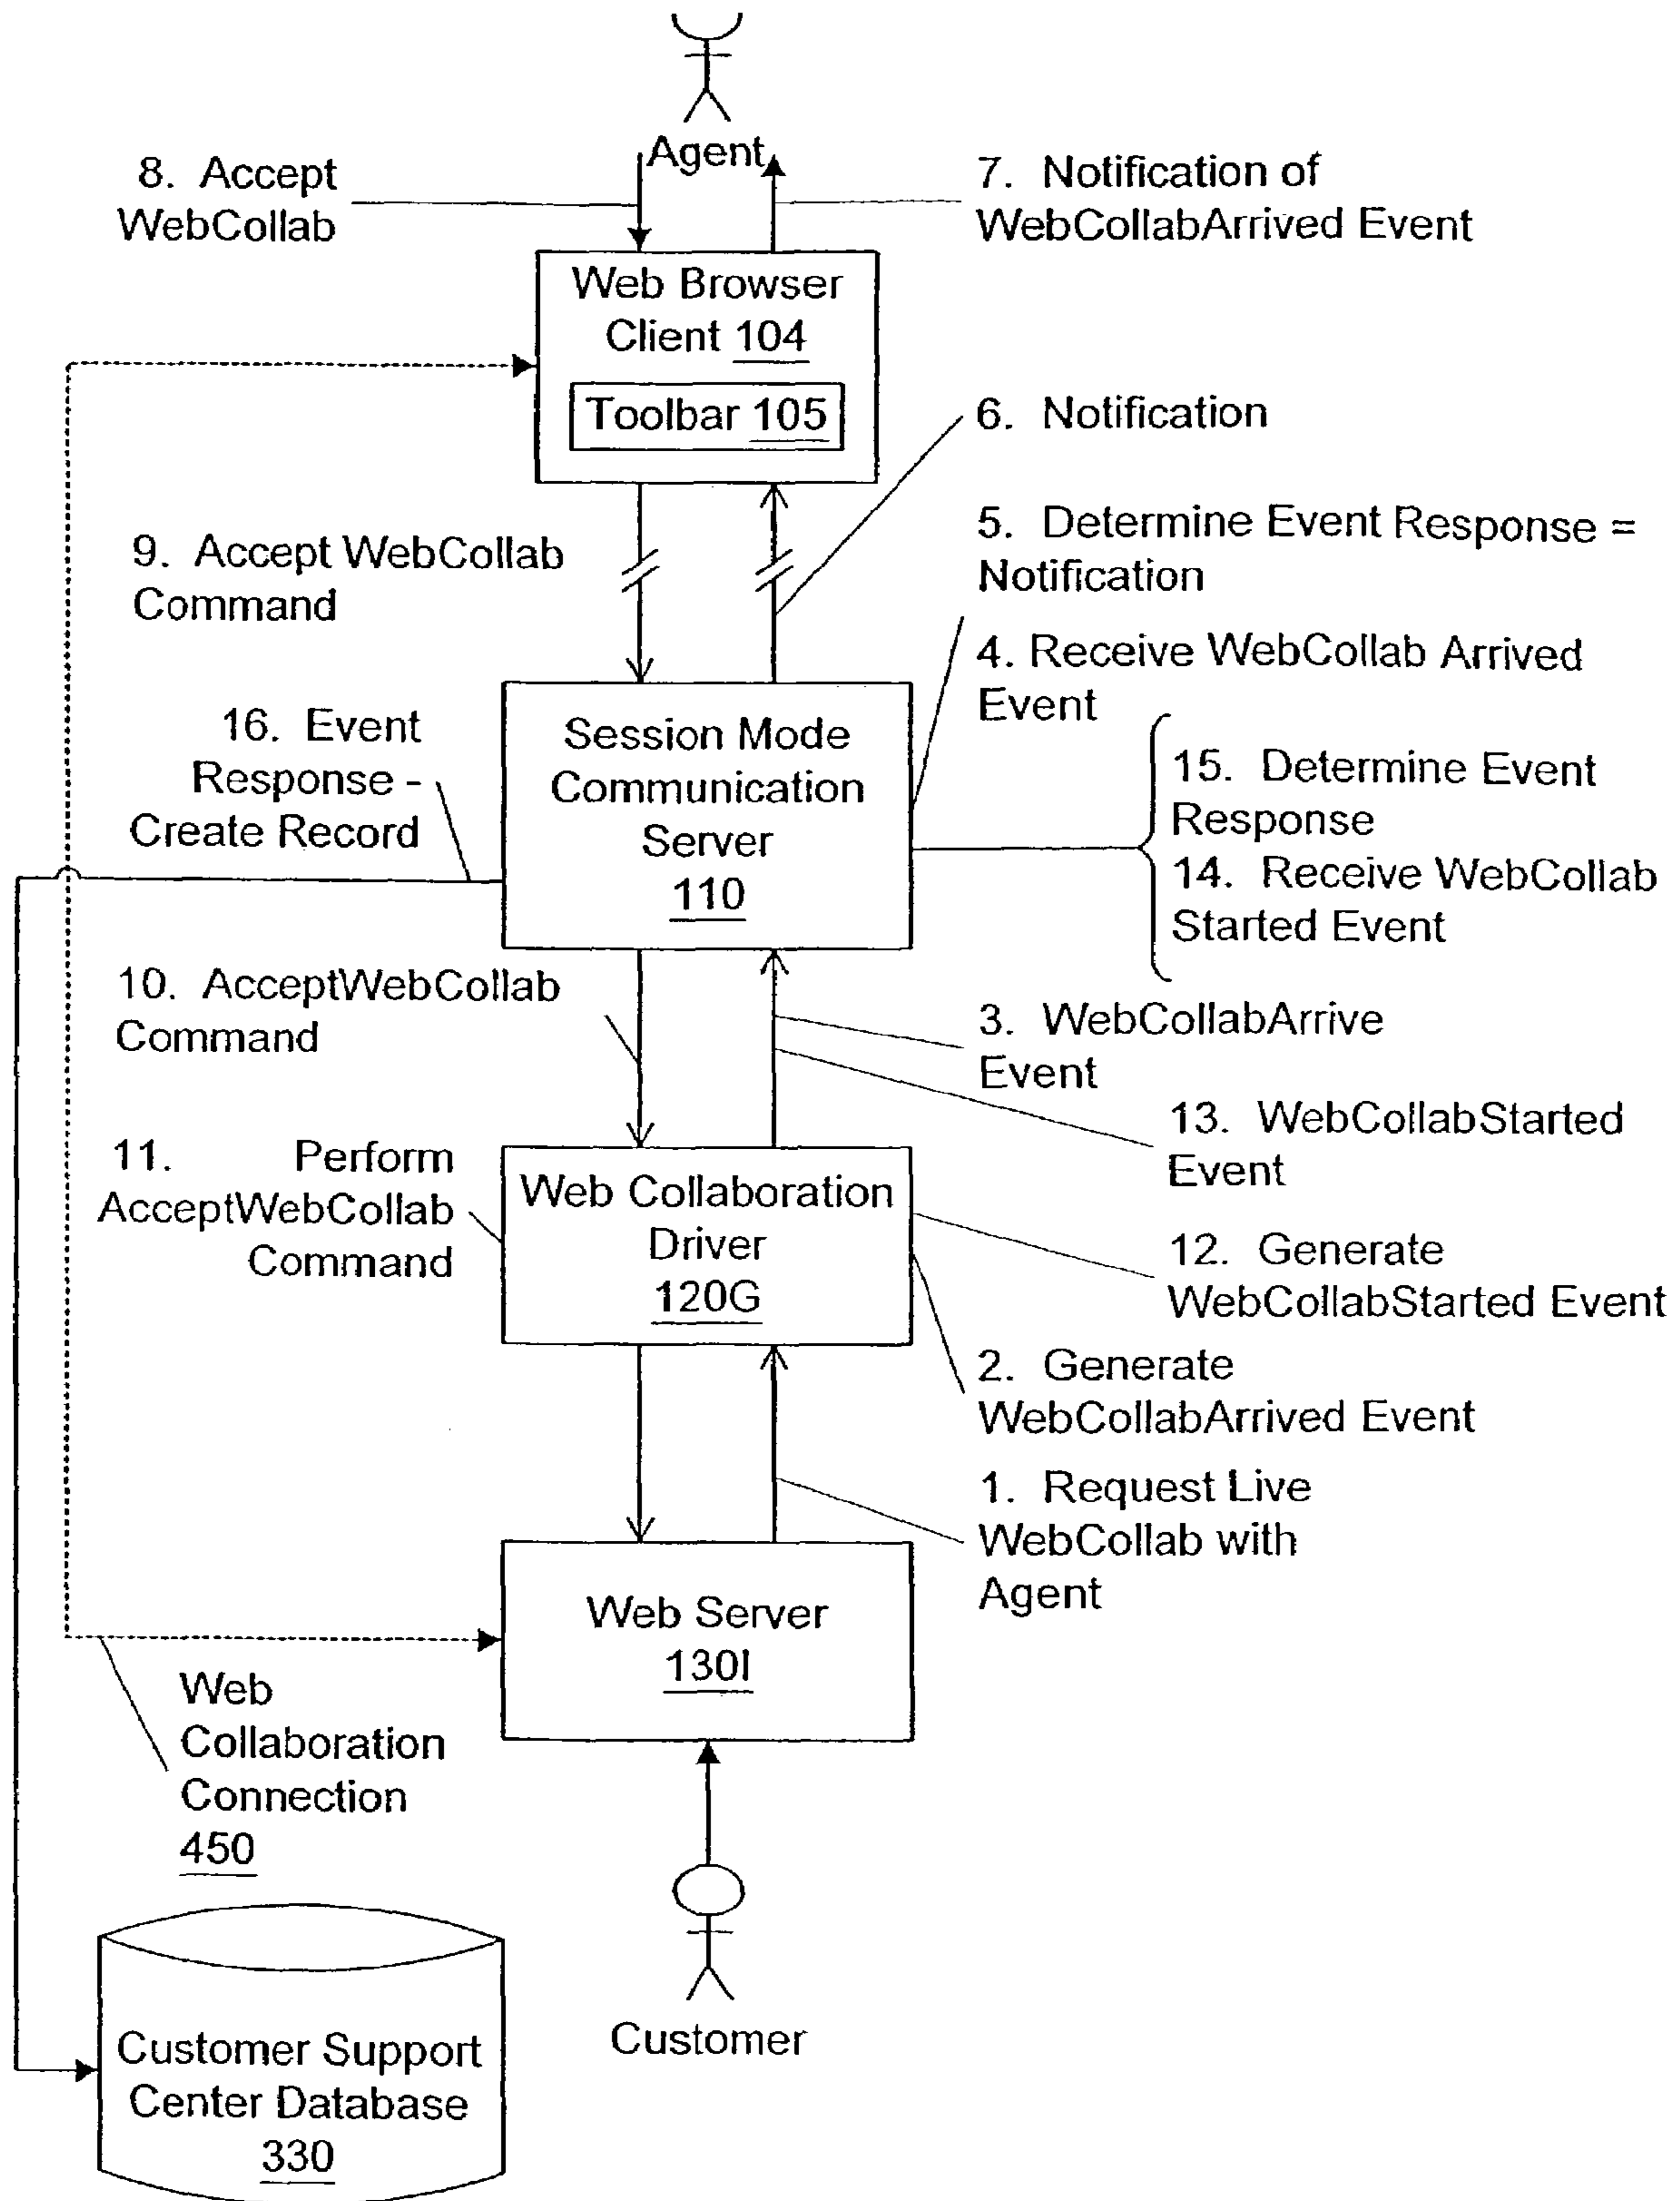 Agent
8. Accept
WebCollab
7. Notification of
WebCollabArrived Event
Web Browser
Client 104
Toolbar 105
6. Notification
5. Determine Event Response =
Notification
9. Accept WebCollab
Command
4. Receive WebCollab Arrived
Event
16. Event
Response -
Create Record
Session Mode
Communication
Server
110
15. Determine Event
Response
14. Receive WebCollab
Started Event
10. AcceptWebCollab
Command
3. WebCollabArrive
Event
13. WebCollabStarted
Event
11. Perform
AcceptWebCollab
Command
Web Collaboration
Driver
120G
12. Generate
WebCollabStarted Event
2. Generate
WebCollabArrived Event
1. Request Live
WebCollab with
Agent
Web Server
130I
Web
Collaboration
Connection
450
Customer
Customer Support
Center Database
330